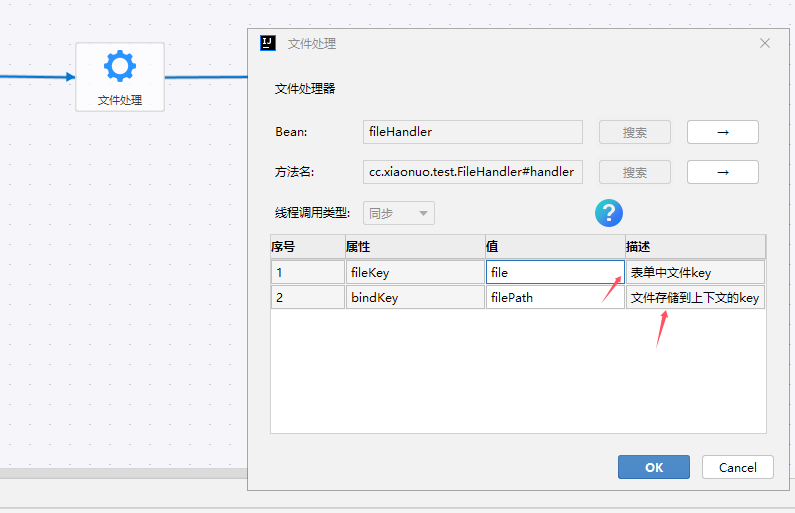 文件处理
IJ
文件处理
文件处理器
Bean: fileHandler 搜索 →
方法名: cc.xiaonuo.test.FileHandler#handler 搜索 →
线程调用类型: 同步 ?
序号 属性 值 描述
1 fileKey file 表单中文件key
2 bindKey filePath 文件存储到上下文的key
OK Cancel